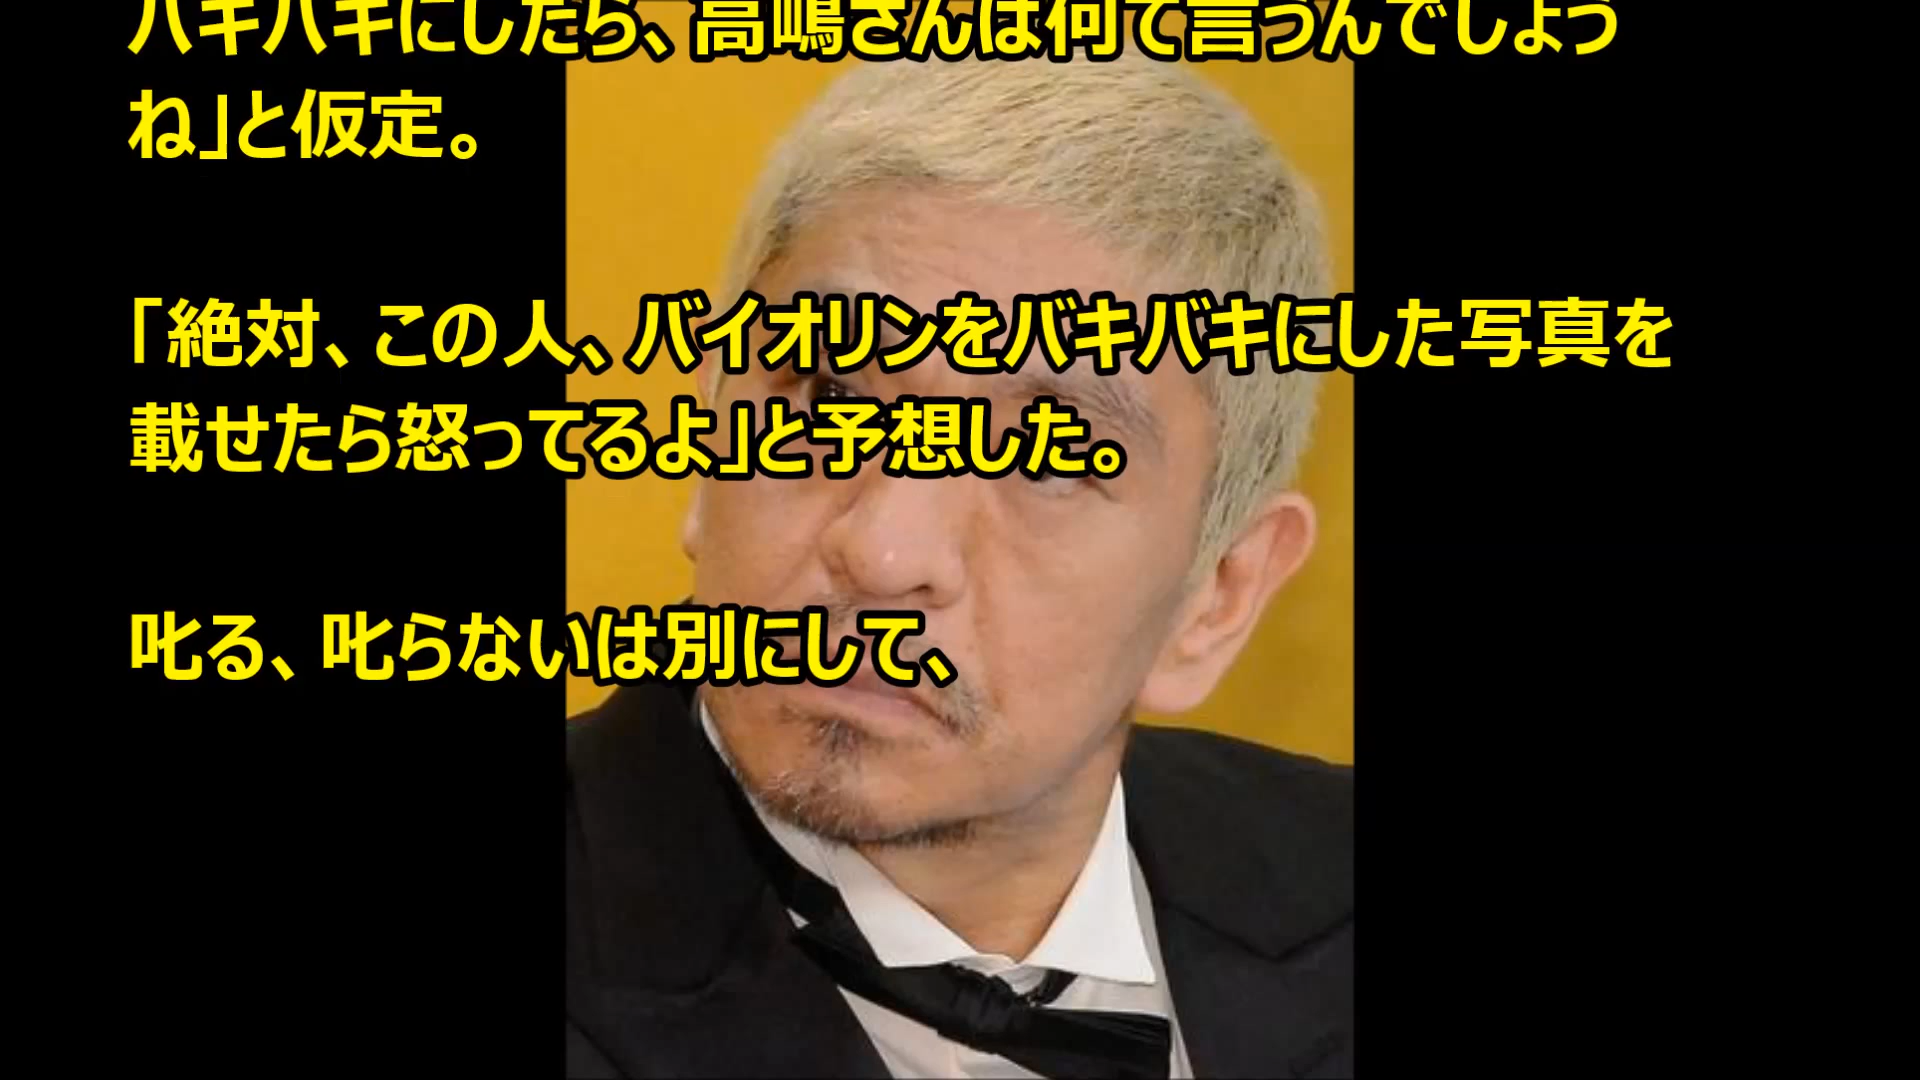 バキバキにしたら、高嶋さんは何て言うんでしょう
ね」と仮定。
「絶対、この人、バイオリンをバキバキにした写真を
載せたら怒ってるよ」と予想した。
叱る、叱らないは別にして、